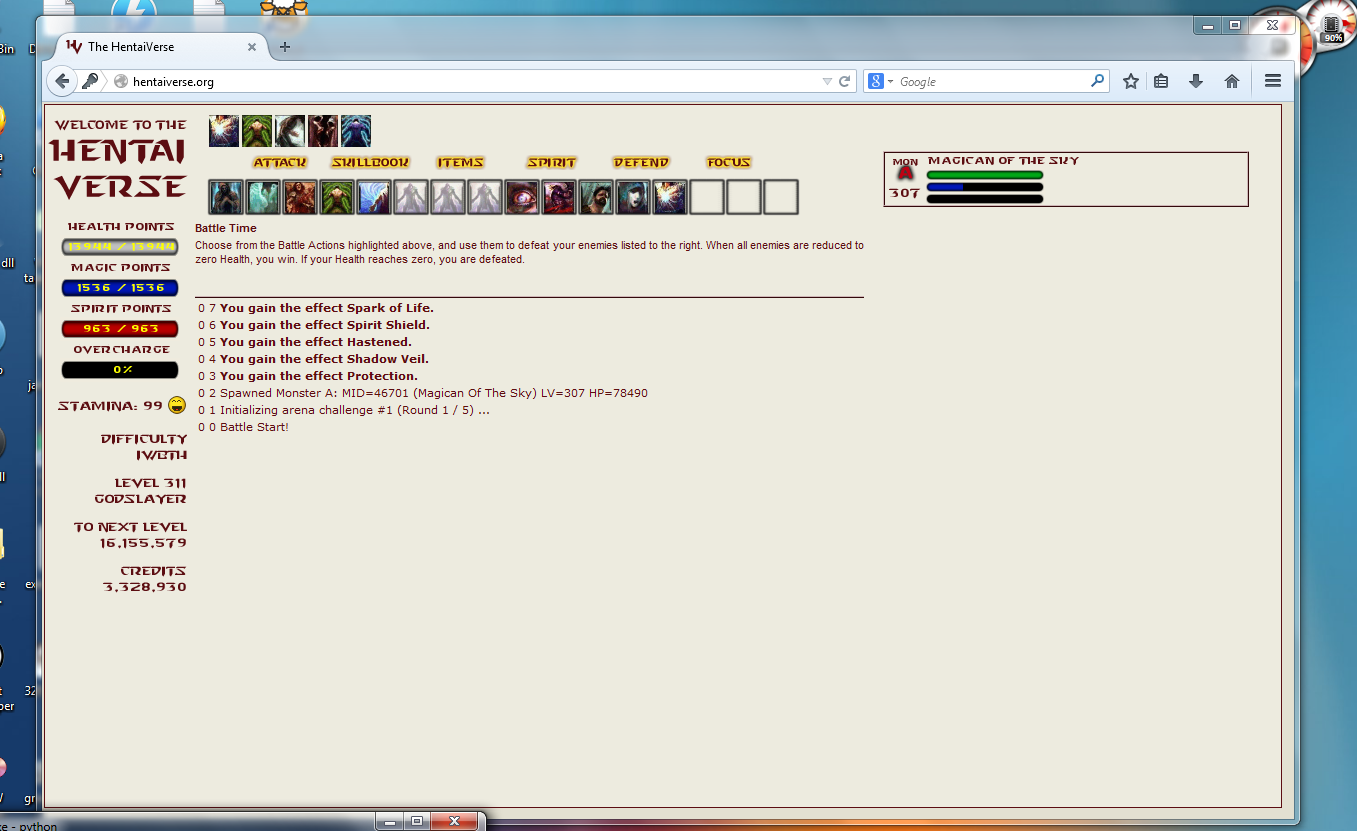 The HentaiVerse
hentaiverse.org
Google
90%
WELCOME TO THE
HENTAI
VERSE
HEALTH POINTS
13944 / 13944
MAGIC POINTS
1536 / 1536
SPIRIT POINTS
963 / 963
OVERCHARGE
0%
STAMINA: 99
DIFFICULTY
IWBTH
LEVEL 311
GODSLAYER
TO NEXT LEVEL
16,155,579
CREDITS
3,328,930
ATTACK SKILLBOOK ITEMS SPIRIT DEFEND FOCUS
Battle Time
Choose from the Battle Actions highlighted above, and use them to defeat your enemies listed to the right. When all enemies are reduced to
zero Health, you win. If your Health reaches zero, you are defeated.
0 7 You gain the effect Spark of Life.
0 6 You gain the effect Spirit Shield.
0 5 You gain the effect Hastened.
0 4 You gain the effect Shadow Veil.
0 3 You gain the effect Protection.
0 2 Spawned Monster A: MID=46701 (Magican Of The Sky) LV=307 HP=78490
0 1 Initializing arena challenge #1 (Round 1 / 5) ...
0 0 Battle Start!
MON
A
307
MAGICAN OF THE SKY
Bin
dll
ta
ja
ex
32
gr
- python